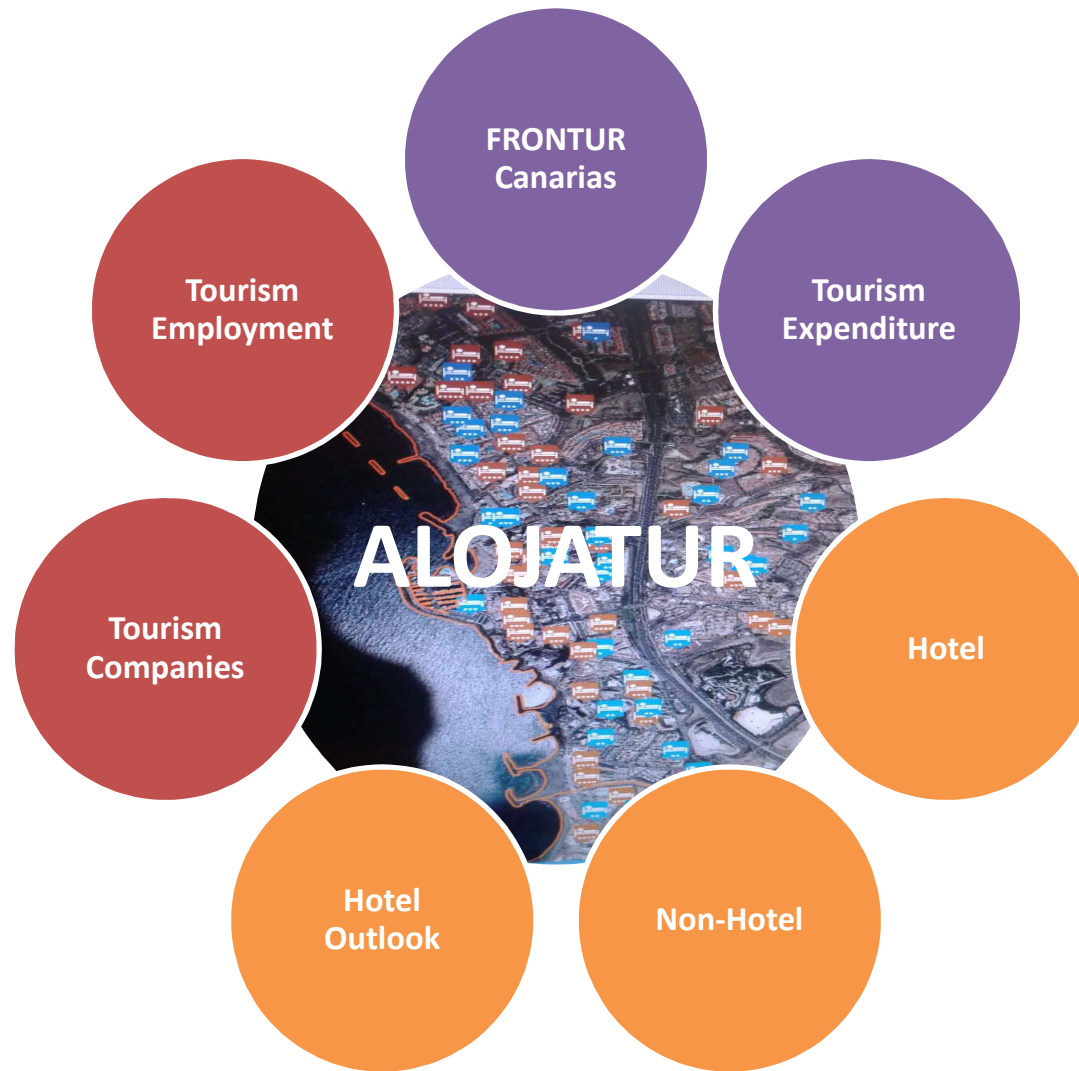 FRONTUR
Canarias
Tourism
Expenditure
Hotel
Non-Hotel
Hotel
Outlook
Tourism
Companies
Tourism
Employment
ALOJATUR